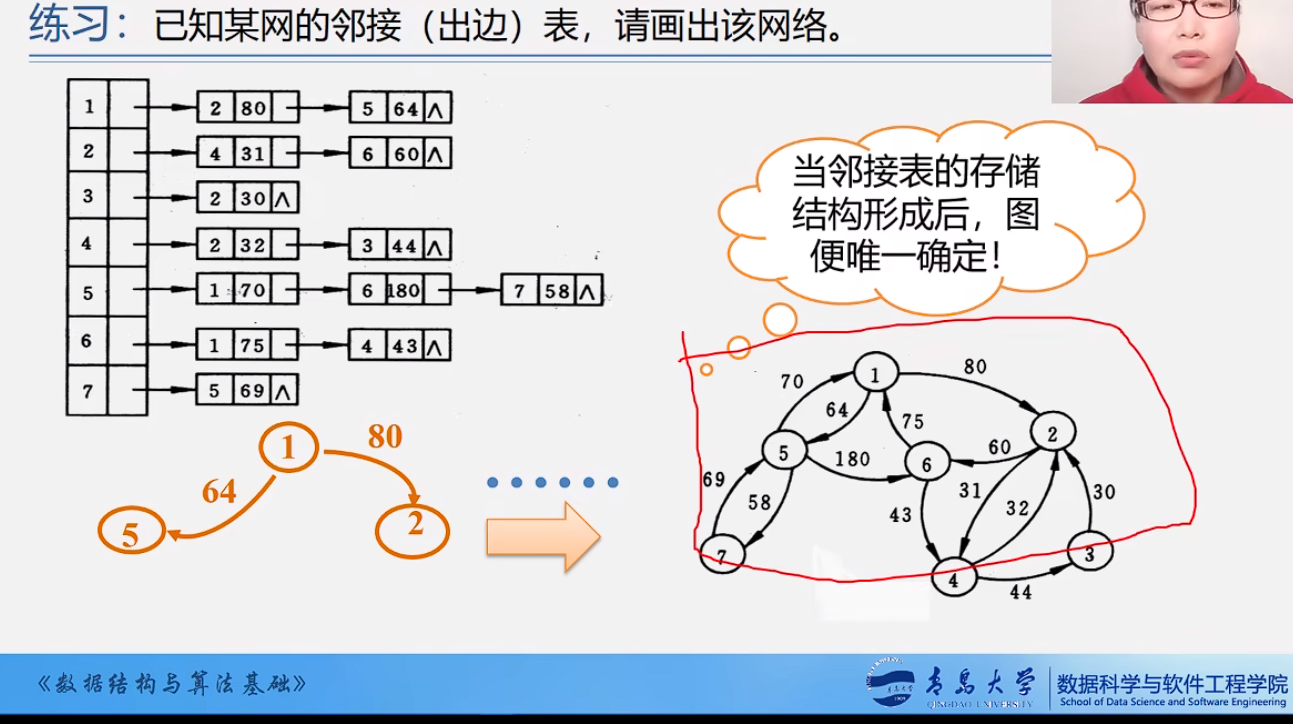 练习：已知某网的邻接（出边）表，请画出该网络。
1 2 80 5 64 ∧
2 4 31 6 60 ∧
3 2 30 ∧
4 2 32 3 44 ∧
5 1 70 6 180 7 58 ∧
6 1 75 4 43 ∧
7 5 69 ∧
当邻接表的存储
结构形成后，图
便唯一确定！
1 80
64
5 2
1 80
70
64 75 2
5 180 6 60
69 58 31 32 30
43
7 4 3
44
《数据结构与算法基础》
青岛大学
QINGDAO UNIVERSITY
数据科学与软件工程学院
School of Data Science and Software Engineering